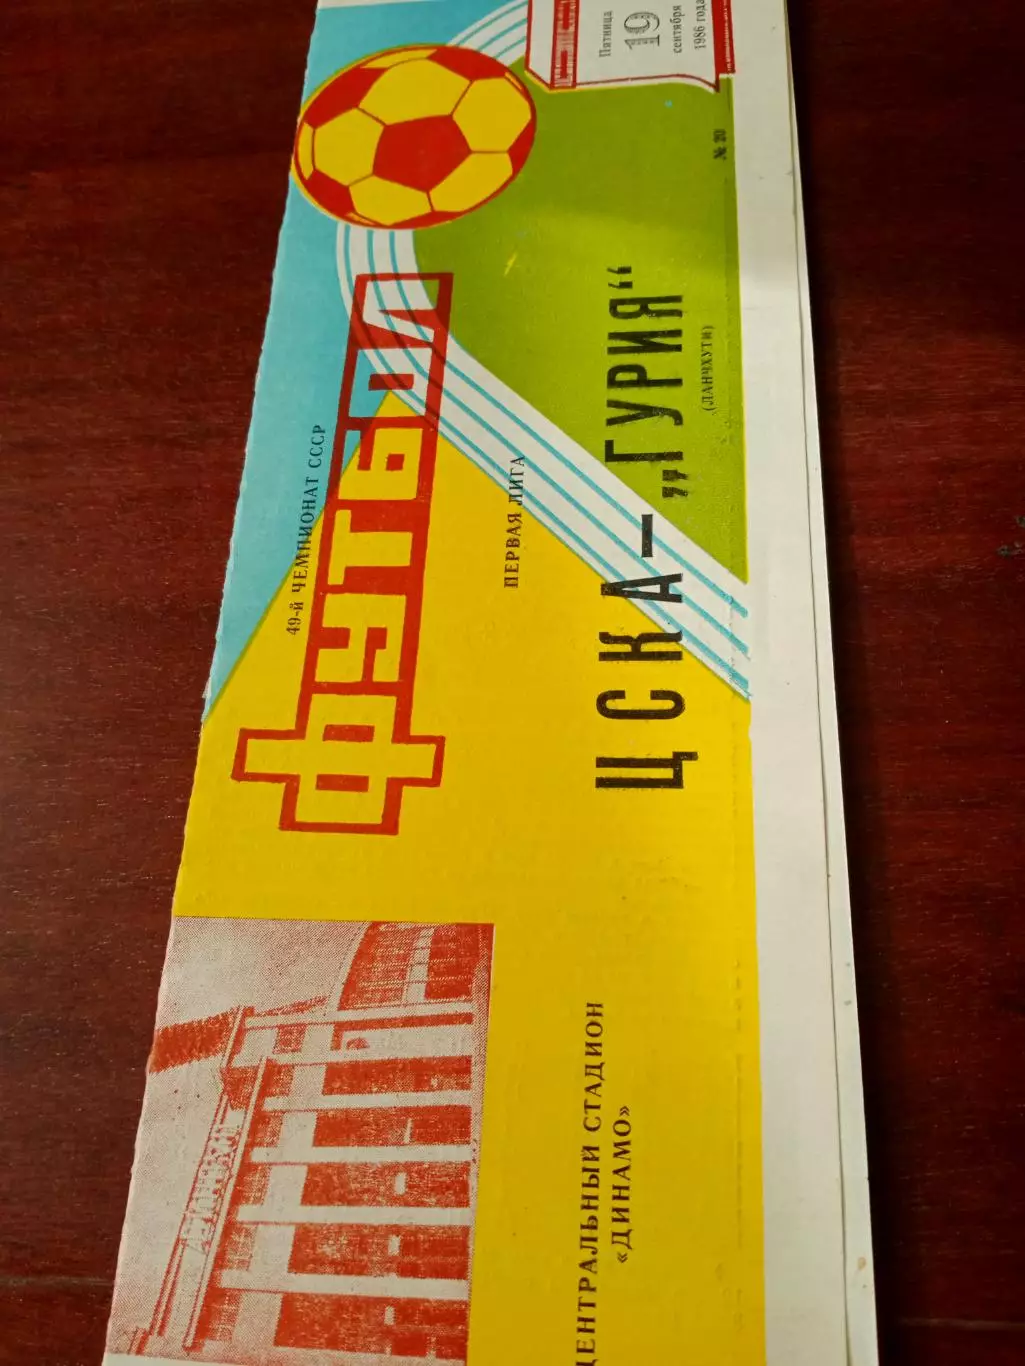 Пятница
19
сентября
1986 года
№ 20
49-й ЧЕМПИОНАТ СССР
ФУТБОЛ
ПЕРВАЯ ЛИГА
ЦСКА – „ГУРИЯ“
(ЛАНЧХУТИ)
ЦЕНТРАЛЬНЫЙ СТАДИОН
«ДИНАМО»